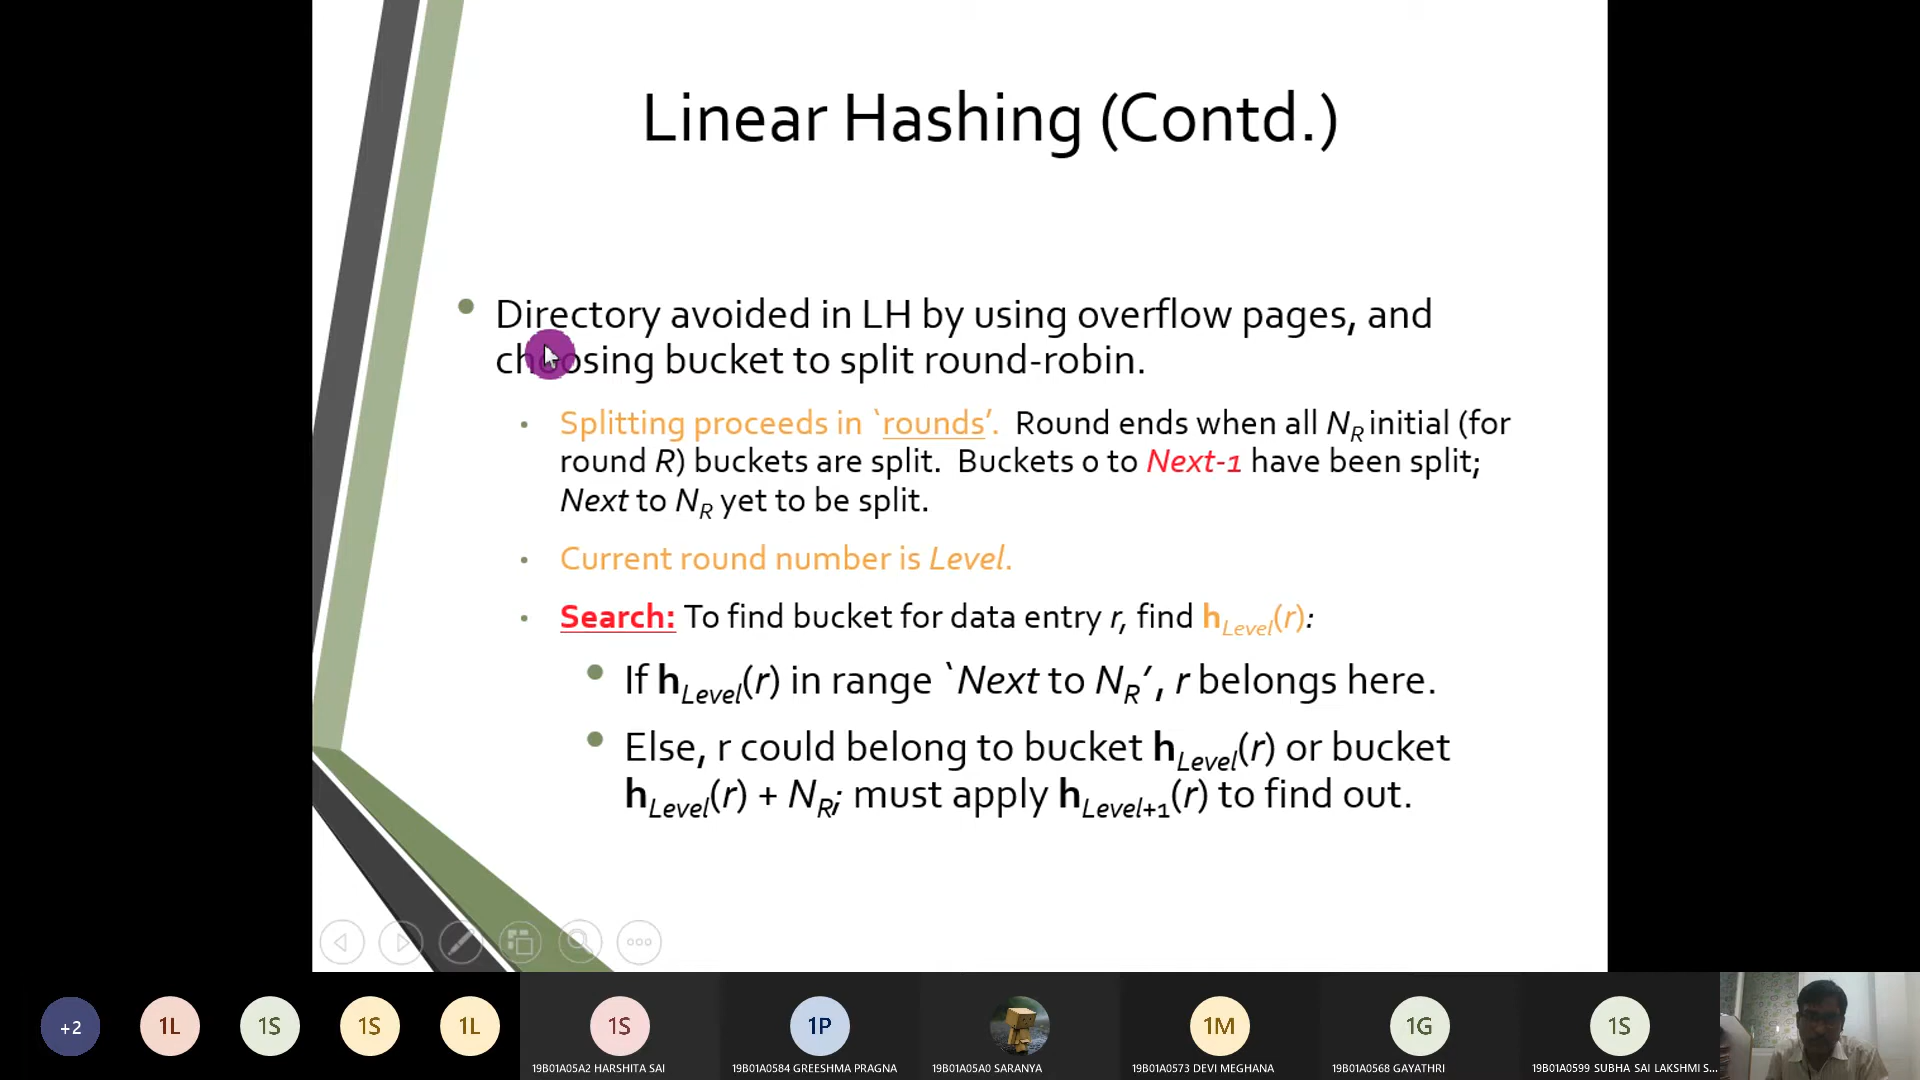 Linear Hashing (Contd.)
Directory avoided in LH by using overflow pages, and
choosing bucket to split round-robin.
Splitting proceeds in `rounds’. Round ends when all N_R initial (for
round R) buckets are split. Buckets 0 to Next-1 have been split;
Next to N_R yet to be split.
Current round number is Level.
Search: To find bucket for data entry r, find h_Level(r):
If h_Level(r) in range `Next to N_R’, r belongs here.
Else, r could belong to bucket h_Level(r) or bucket
h_Level(r) + N_R; must apply h_Level+1(r) to find out.
+2 1L 1S 1S 1L 1S 1P 1M 1G 1S
19B01A05A2 HARSHITA SAI 19B01A0584 GREESHMA PRAGNA 19B01A05A0 SARANYA 19B01A0573 DEVI MEGHANA 19B01A0568 GAYATHRI 19B01A0599 SUBHA SAI LAKSHMI S...